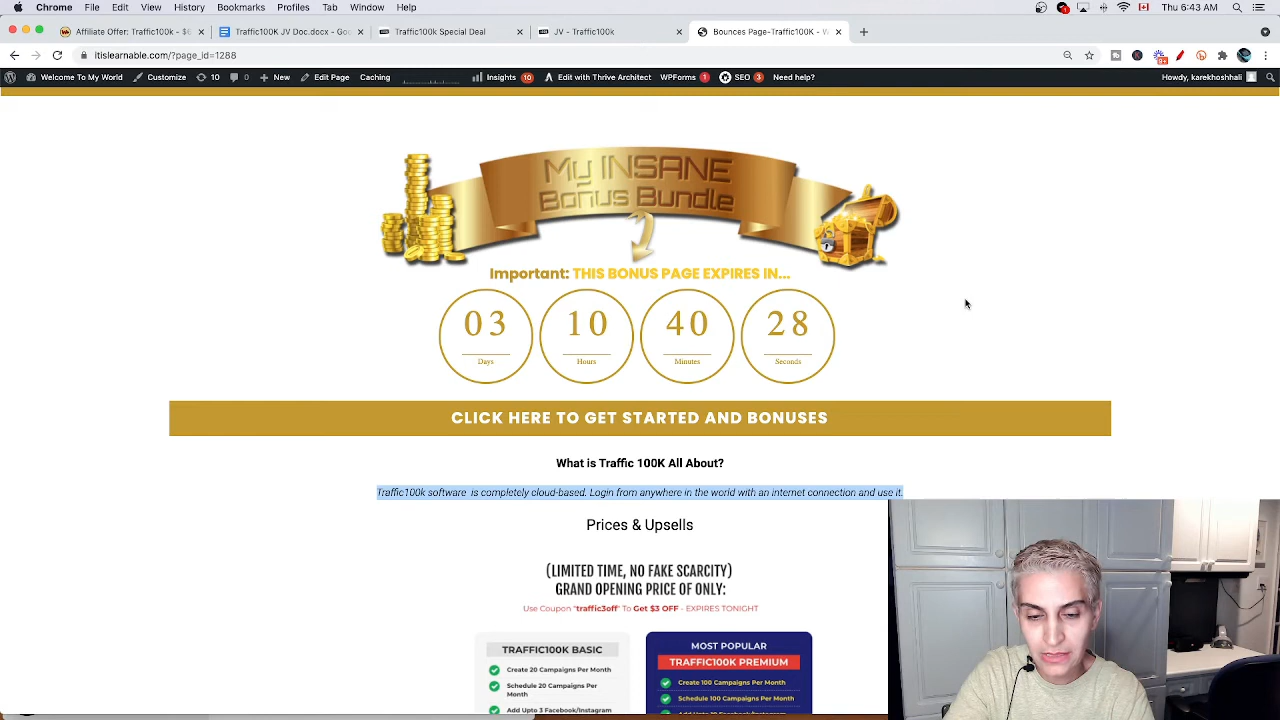 Chrome File Edit View History Bookmarks Profiles Tab Window Help Thu Apr 15 6:43 AM
Affiliate Offer: Traffic100k - $6 Traffic100K JV Doc.docx - Goo Traffic100K Special Deal JV - Traffic100k Bounces Page-Traffic100K - W
itislearnable.com/?page_id=1288
Welcome To My World Customize 10 0 New Edit Page Caching Insights 10 Edit with Thrive Architect WPForms 1 SEO 3 Need help? Howdy, karekhoshhali
My INSANE
Bonus Bundle
Important: THIS BONUS PAGE EXPIRES IN...
03 10 40 28
Days Hours Minutes Seconds
CLICK HERE TO GET STARTED AND BONUSES
What is Traffic 100K All About?
Traffic100k software is completely cloud-based. Login from anywhere in the world with an internet connection and use it.
Prices & Upsells
(LIMITED TIME, NO FAKE SCARCITY)
GRAND OPENING PRICE OF ONLY:
Use Coupon "traffic3off" To Get $3 OFF - EXPIRES TONIGHT
TRAFFIC100K BASIC
Create 20 Campaigns Per Month
Schedule 20 Campaigns Per
Month
Add Upto 3 Facebook/Instagram
MOST POPULAR
TRAFFIC100K PREMIUM
Create 100 Campaigns Per Month
Schedule 100 Campaigns Per Month